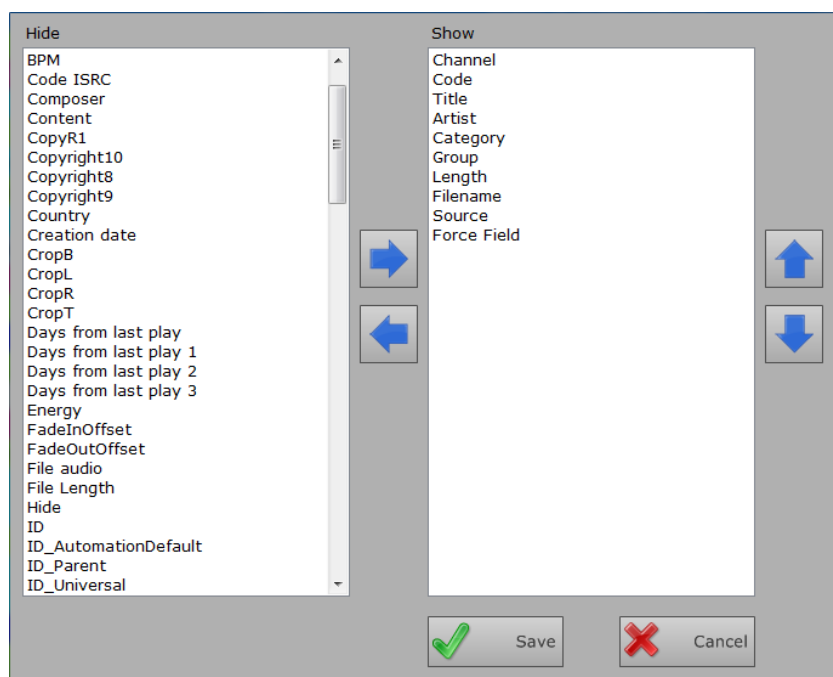 Hide
BPM
Code ISRC
Composer
Content
CopyR1
Copyright10
Copyright8
Copyright9
Country
Creation date
CropB
CropL
CropR
CropT
Days from last play
Days from last play 1
Days from last play 2
Days from last play 3
Energy
FadeInOffset
FadeOutOffset
File audio
File Length
Hide
ID
ID_AutomationDefault
ID_Parent
ID_Universal
Show
Channel
Code
Title
Artist
Category
Group
Length
Filename
Source
Force Field
Save
Cancel